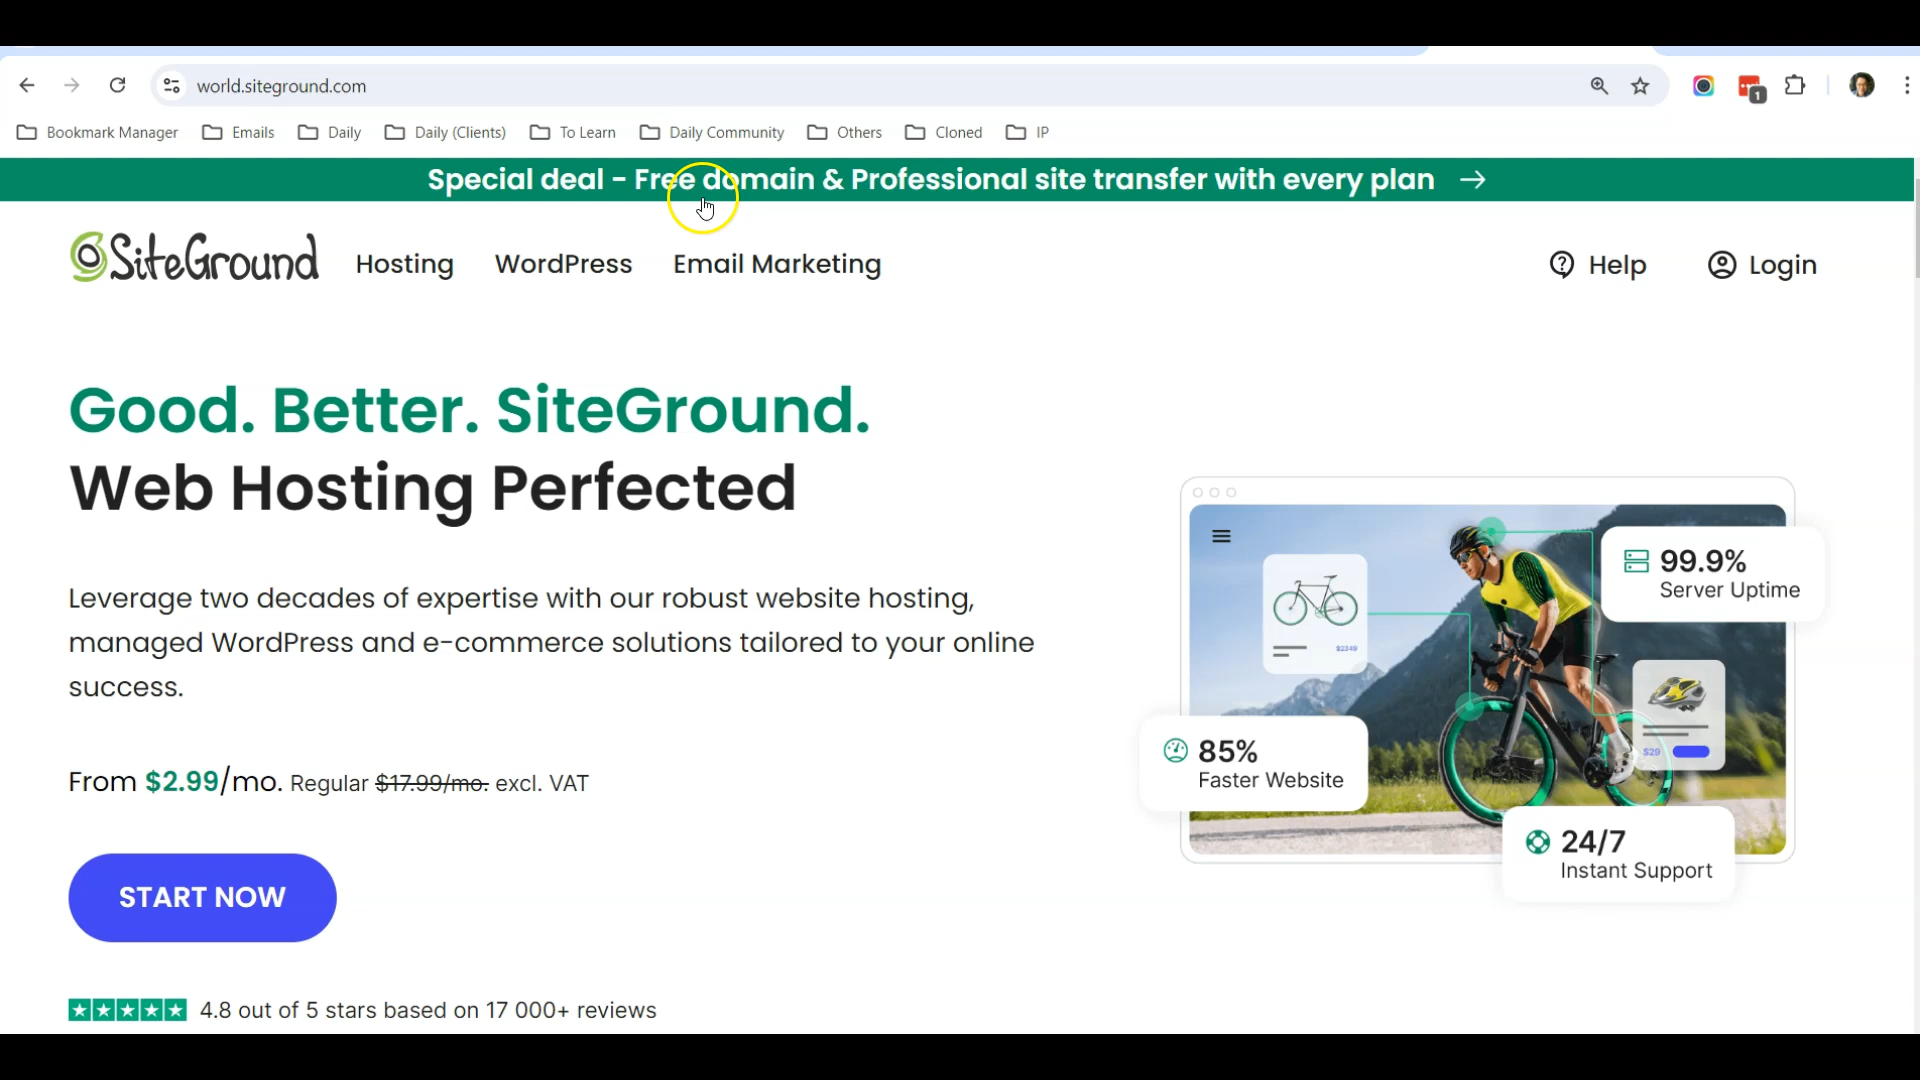 world.siteground.com
1
Bookmark Manager Emails Daily Daily (Clients) To Learn Daily Community Others Cloned IP
Special deal - Free domain & Professional site transfer with every plan →
SiteGround Hosting WordPress Email Marketing Help Login
Good. Better. SiteGround.
Web Hosting Perfected
Leverage two decades of expertise with our robust website hosting,
managed WordPress and e-commerce solutions tailored to your online
success.
From $2.99/mo. Regular $17.99/mo. excl. VAT
START NOW
4.8 out of 5 stars based on 17 000+ reviews
99.9%
Server Uptime
$2349
$29
85%
Faster Website
24/7
Instant Support